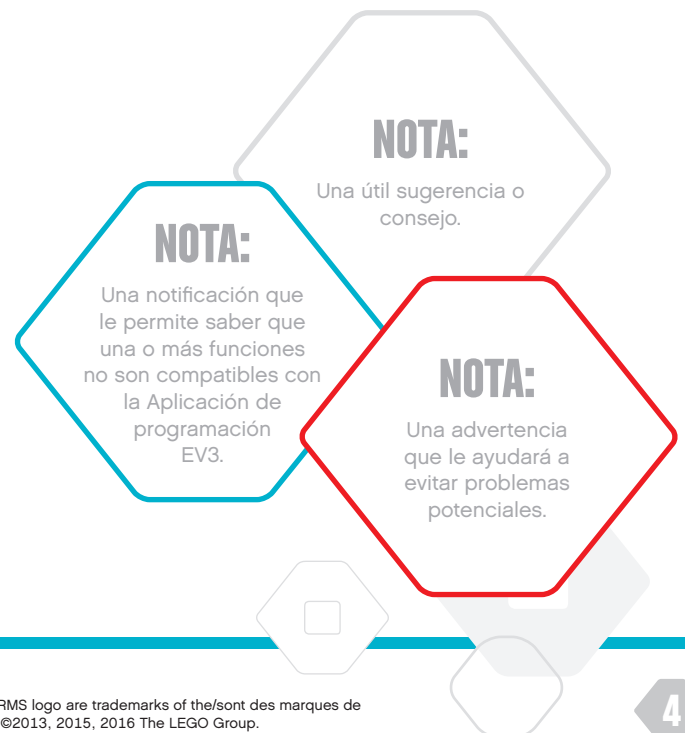 NOTA:
Una útil sugerencia o
consejo.
NOTA:
Una notificación que
le permite saber que
una o más funciones
no son compatibles con
la Aplicación de
programación
EV3.
NOTA:
Una advertencia
que le ayudará a
evitar problemas
potenciales.
RMS logo are trademarks of the/sont des marques de
©2013, 2015, 2016 The LEGO Group.
4